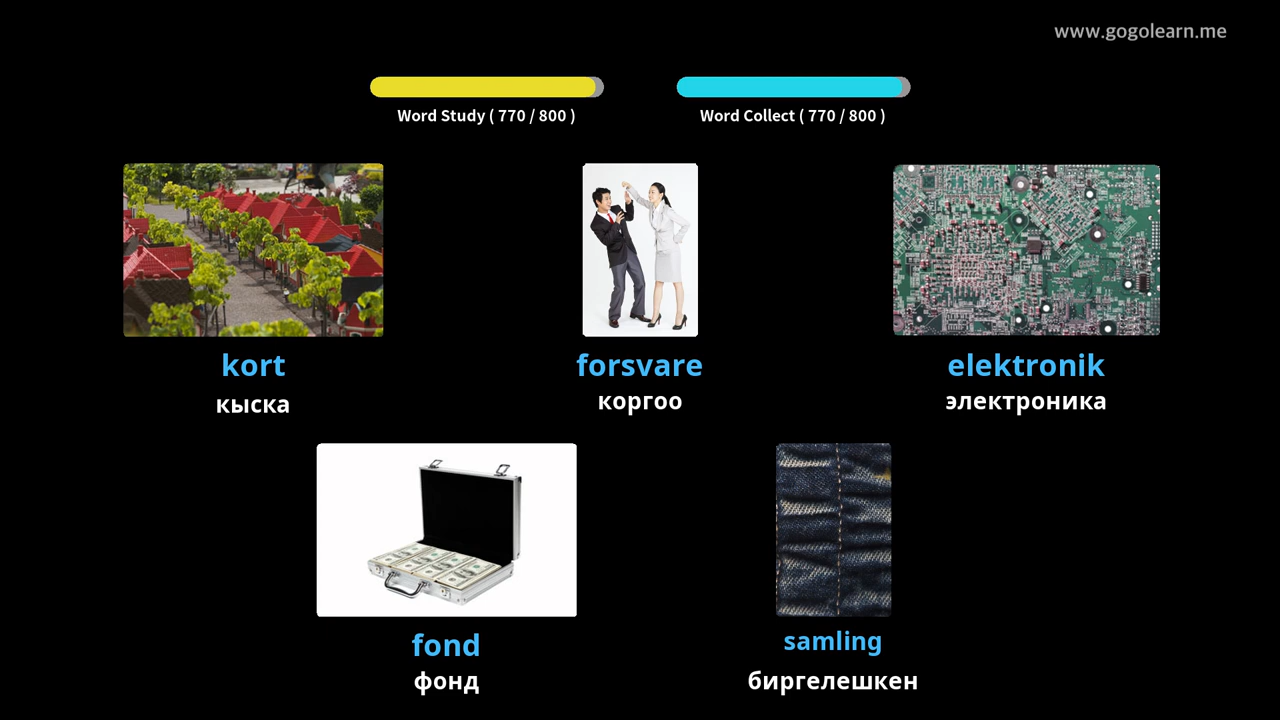 www.gogolearn.me
Word Study ( 770 / 800 )
Word Collect ( 770 / 800 )
kort
кыска
forsvare
коргоо
elektronik
электроника
fond
фонд
samling
биргелешкен